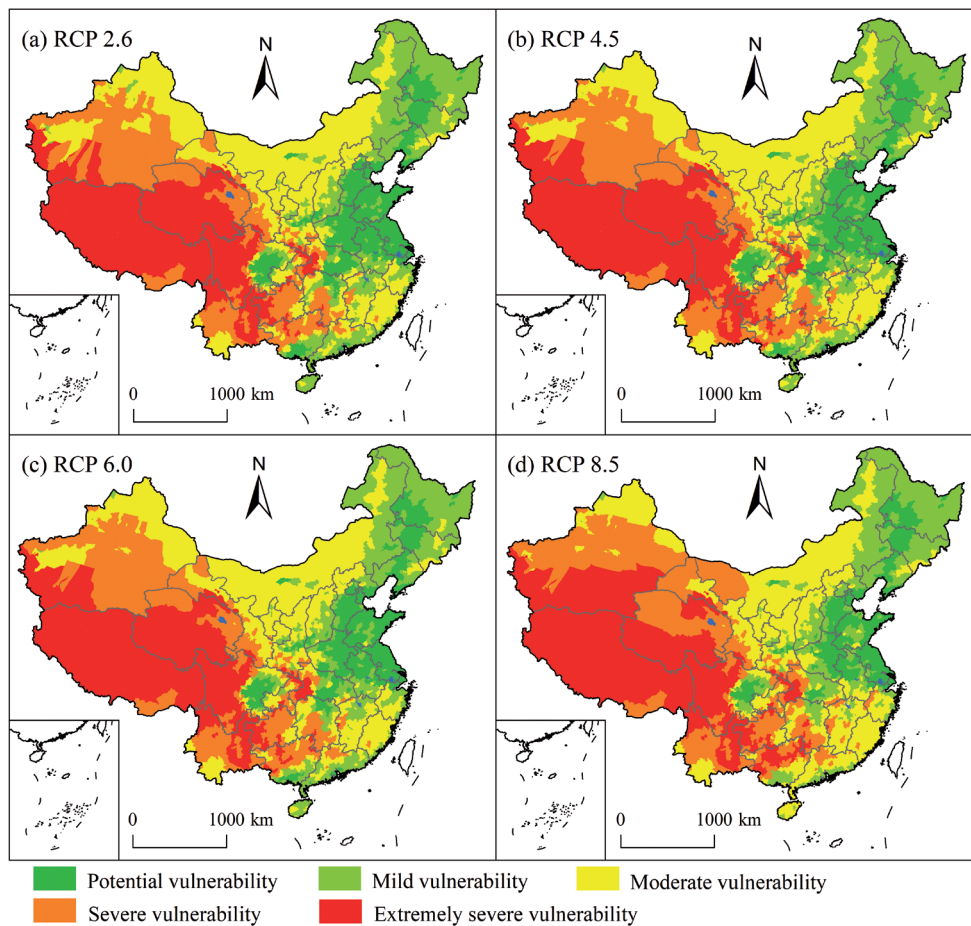 (a) RCP 2.6
N
0 1000 km
(b) RCP 4.5
N
0 1000 km
(c) RCP 6.0
N
0 1000 km
(d) RCP 8.5
N
0 1000 km
Potential vulnerability Mild vulnerability Moderate vulnerability
Severe vulnerability Extremely severe vulnerability